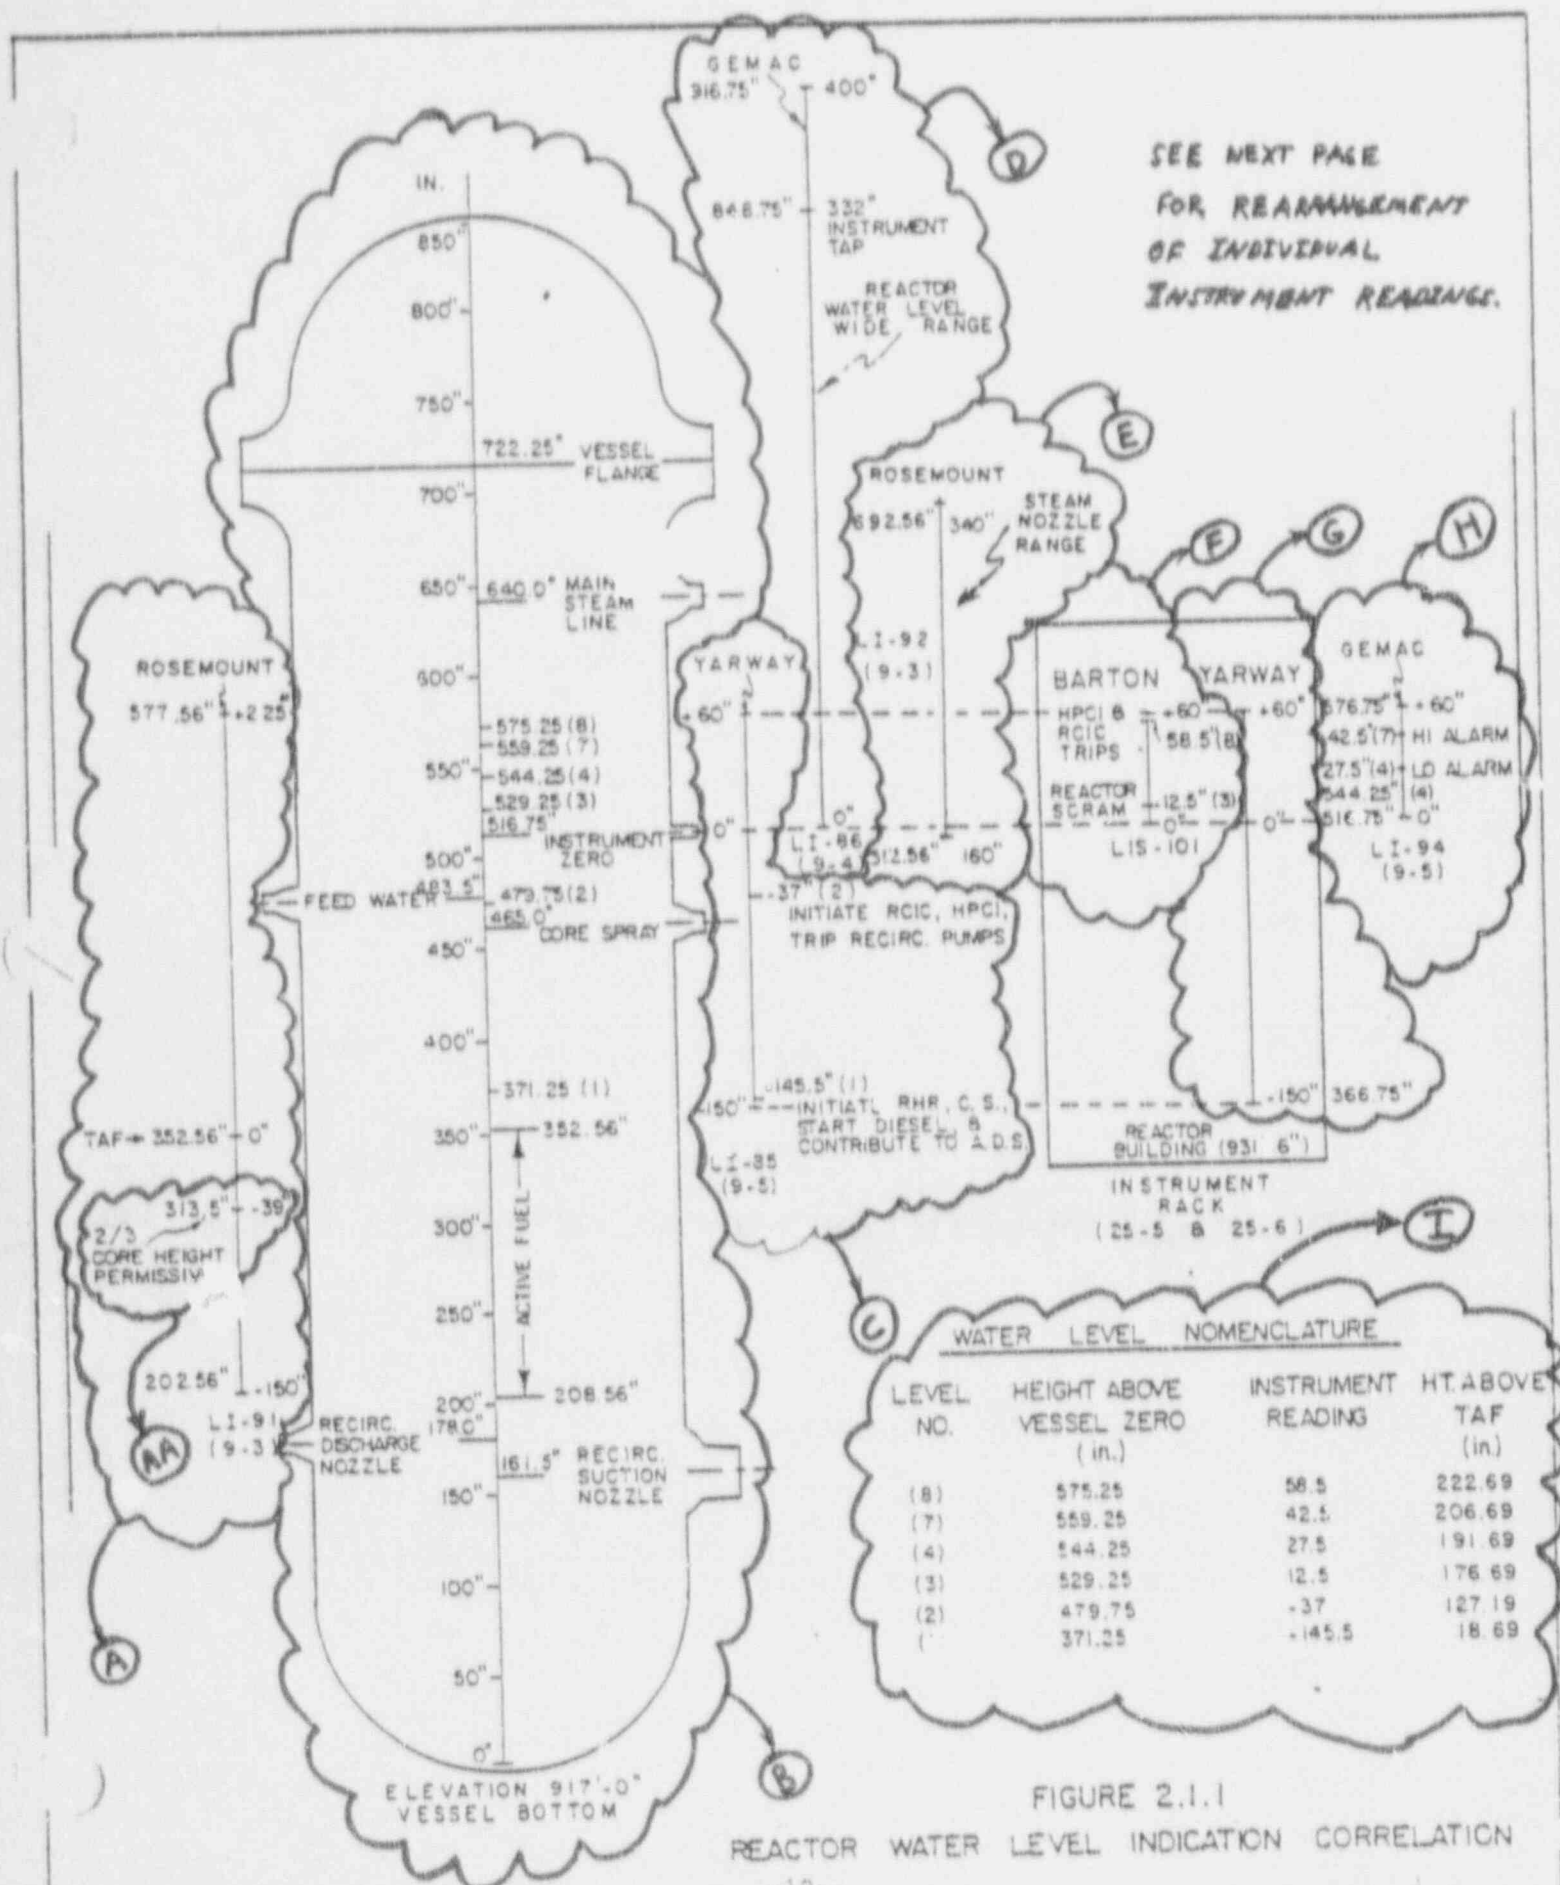 GEMAC
916.75" 400"
848.75" 332"
INSTRUMENT
TAP
REACTOR
WATER LEVEL
WIDE RANGE
0"
LI-86
(9-4)
D
SEE NEXT PAGE
FOR REARRANGEMENT
OF INDIVIDUAL
INSTRUMENT READINGS.
IN.
850"
800"
750"
722.25" VESSEL
FLANGE
700"
650"
640.0" MAIN
STEAM
LINE
600"
575.25 (8)
559.25 (7)
550"
544.25 (4)
529.25 (3)
516.75"
INSTRUMENT
ZERO
500"
483.5"
FEED WATER
479.75 (2)
465.0"
CORE SPRAY
450"
400"
371.25 (1)
352.56"
350"
300"
ACTIVE FUEL
250"
208.56"
200"
178.0"
RECIRC.
DISCHARGE
NOZZLE
161.5" RECIRC.
SUCTION
NOZZLE
150"
100"
50"
0"
ELEVATION 917'-0"
VESSEL BOTTOM
B
ROSEMOUNT
577.56" +225"
TAF 352.56" 0"
313.5" -39"
2/3
CORE HEIGHT
PERMISSIV
202.56" -150"
LI-91
(9-3)
AA
A
YARWAY
+60"
0"
-37" (2)
INITIATE RCIC, HPCI,
TRIP RECIRC. PUMPS
-145.5" (1)
-150" INITIATE RHR, C.S.,
START DIESEL, &
CONTRIBUTE TO A.D.S.
LI-85
(9-5)
C
E
ROSEMOUNT
692.56" 340"
STEAM
NOZZLE
RANGE
LI-92
(9-3)
512.56" 160"
F
BARTON
HPCI & +60"
RCIC 58.5" (8)
TRIPS
REACTOR
SCRAM 12.5" (3)
0"
LIS-101
G
YARWAY
+60"
0"
-150" 366.75"
REACTOR
BUILDING (931 6")
INSTRUMENT
RACK
(25-5 & 25-6)
H
GEMAC
576.75" +60"
42.5" (7) HI ALARM
27.5" (4) LO ALARM
544.25" (4)
516.75" 0"
LI-94
(9-5)
I
WATER LEVEL NOMENCLATURE
LEVEL HEIGHT ABOVE INSTRUMENT HT. ABOVE
NO. VESSEL ZERO READING TAF
(in.) (in.)
(8) 575.25 58.5 222.69
(7) 559.25 42.5 206.69
(4) 544.25 27.5 191.69
(3) 529.25 12.5 176.69
(2) 479.75 -37 127.19
( 371.25 -145.5 18.69
FIGURE 2.1.1
REACTOR WATER LEVEL INDICATION CORRELATION